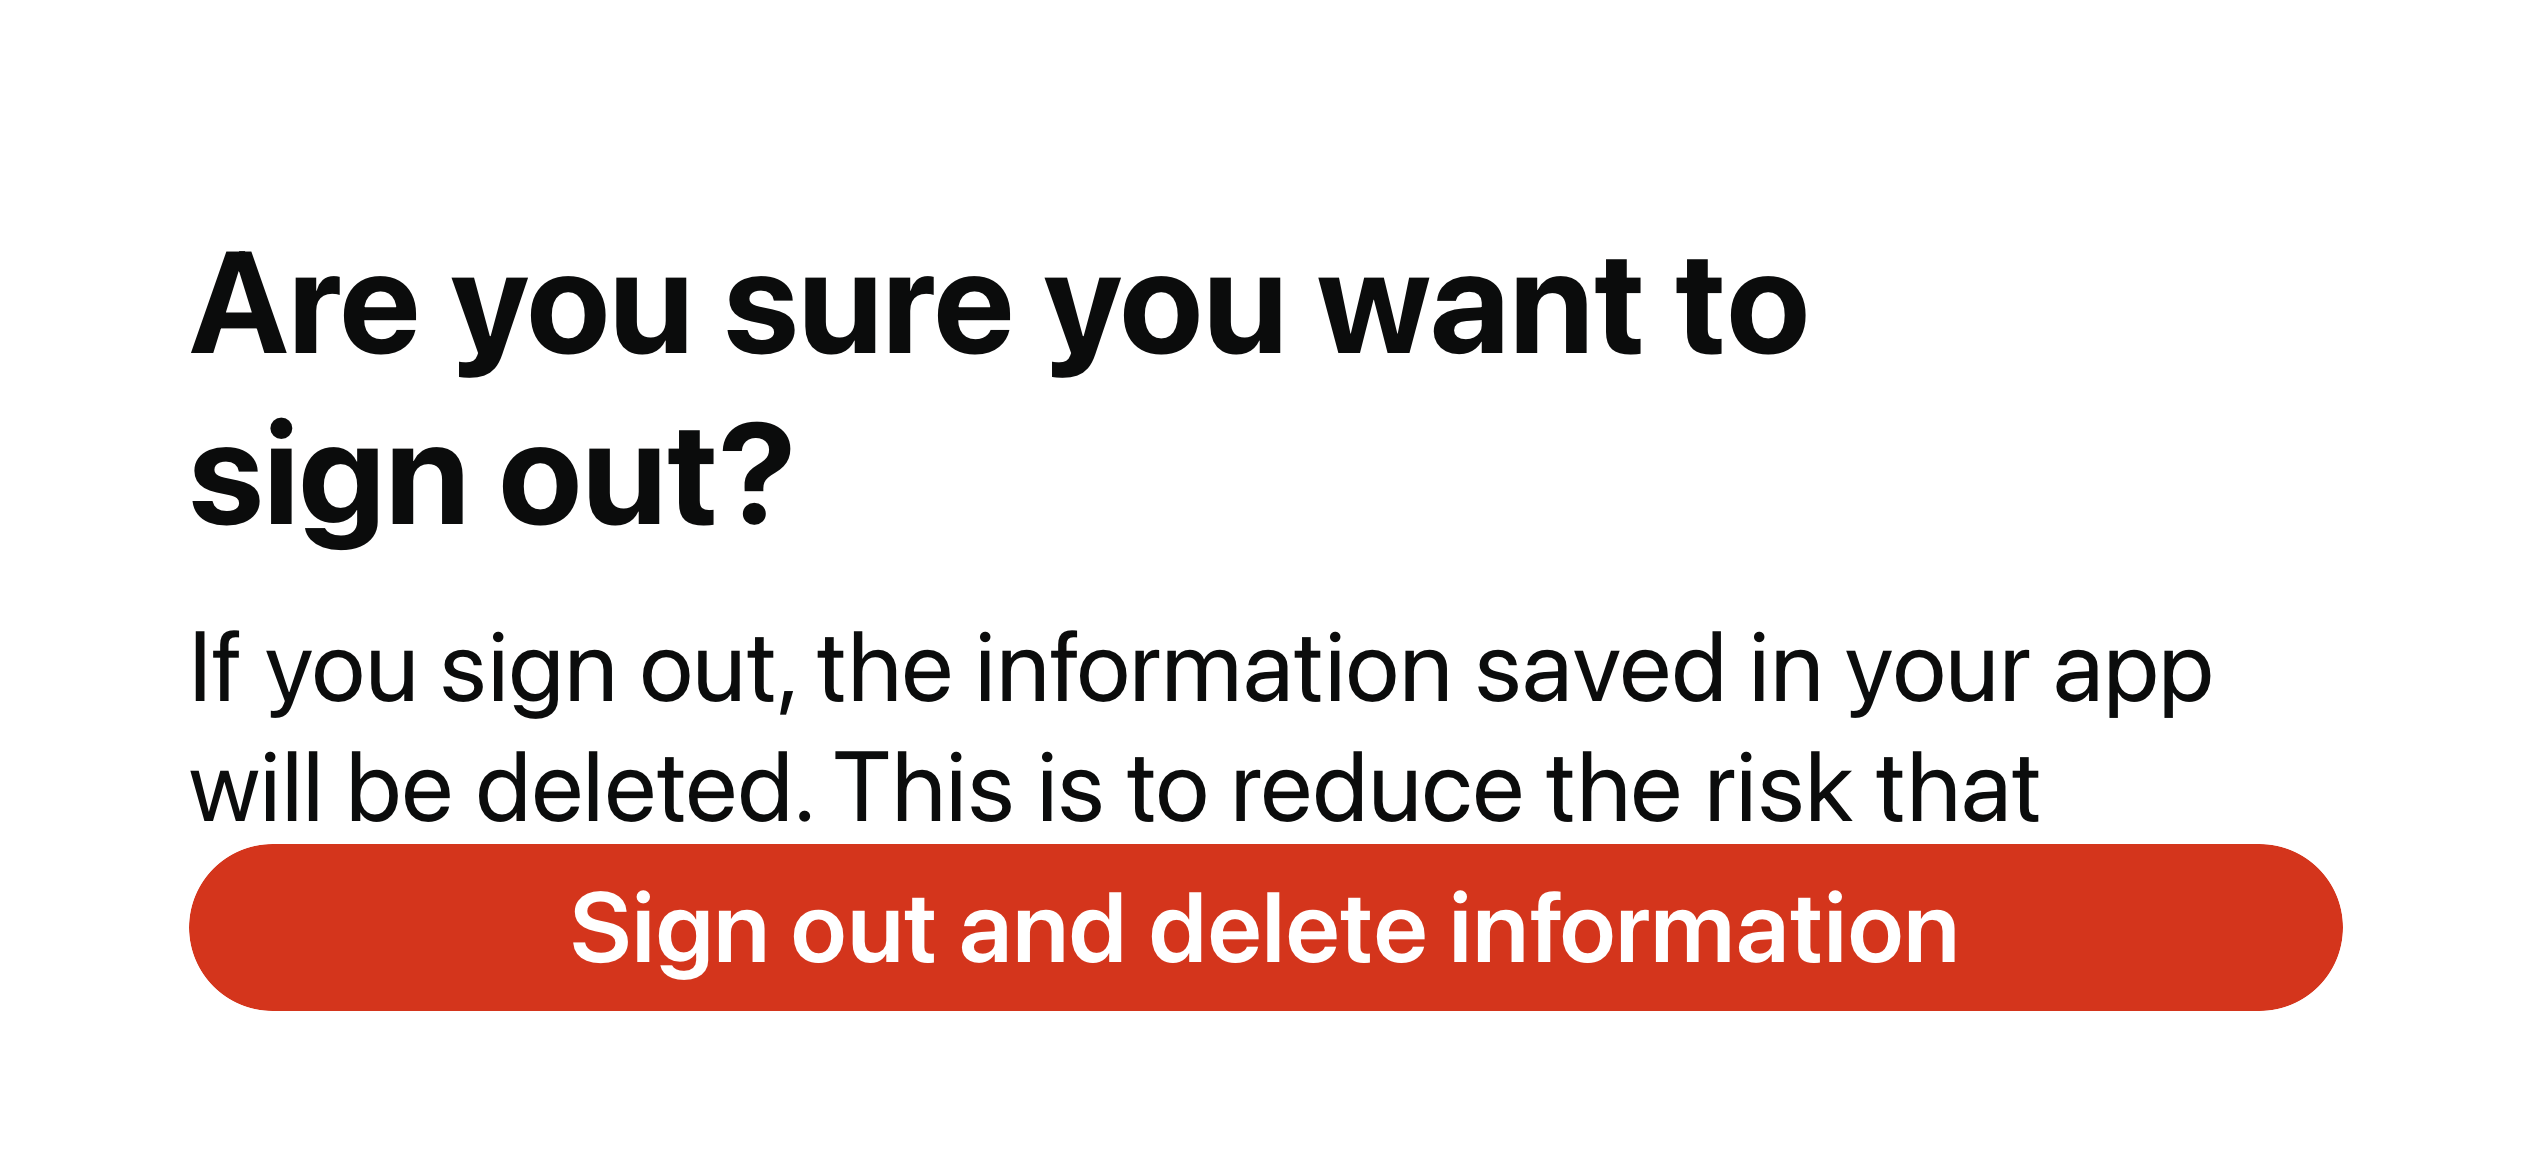 Are you sure you want to
sign out?
If you sign out, the information saved in your app
will be deleted. This is to reduce the risk that
Sign out and delete information